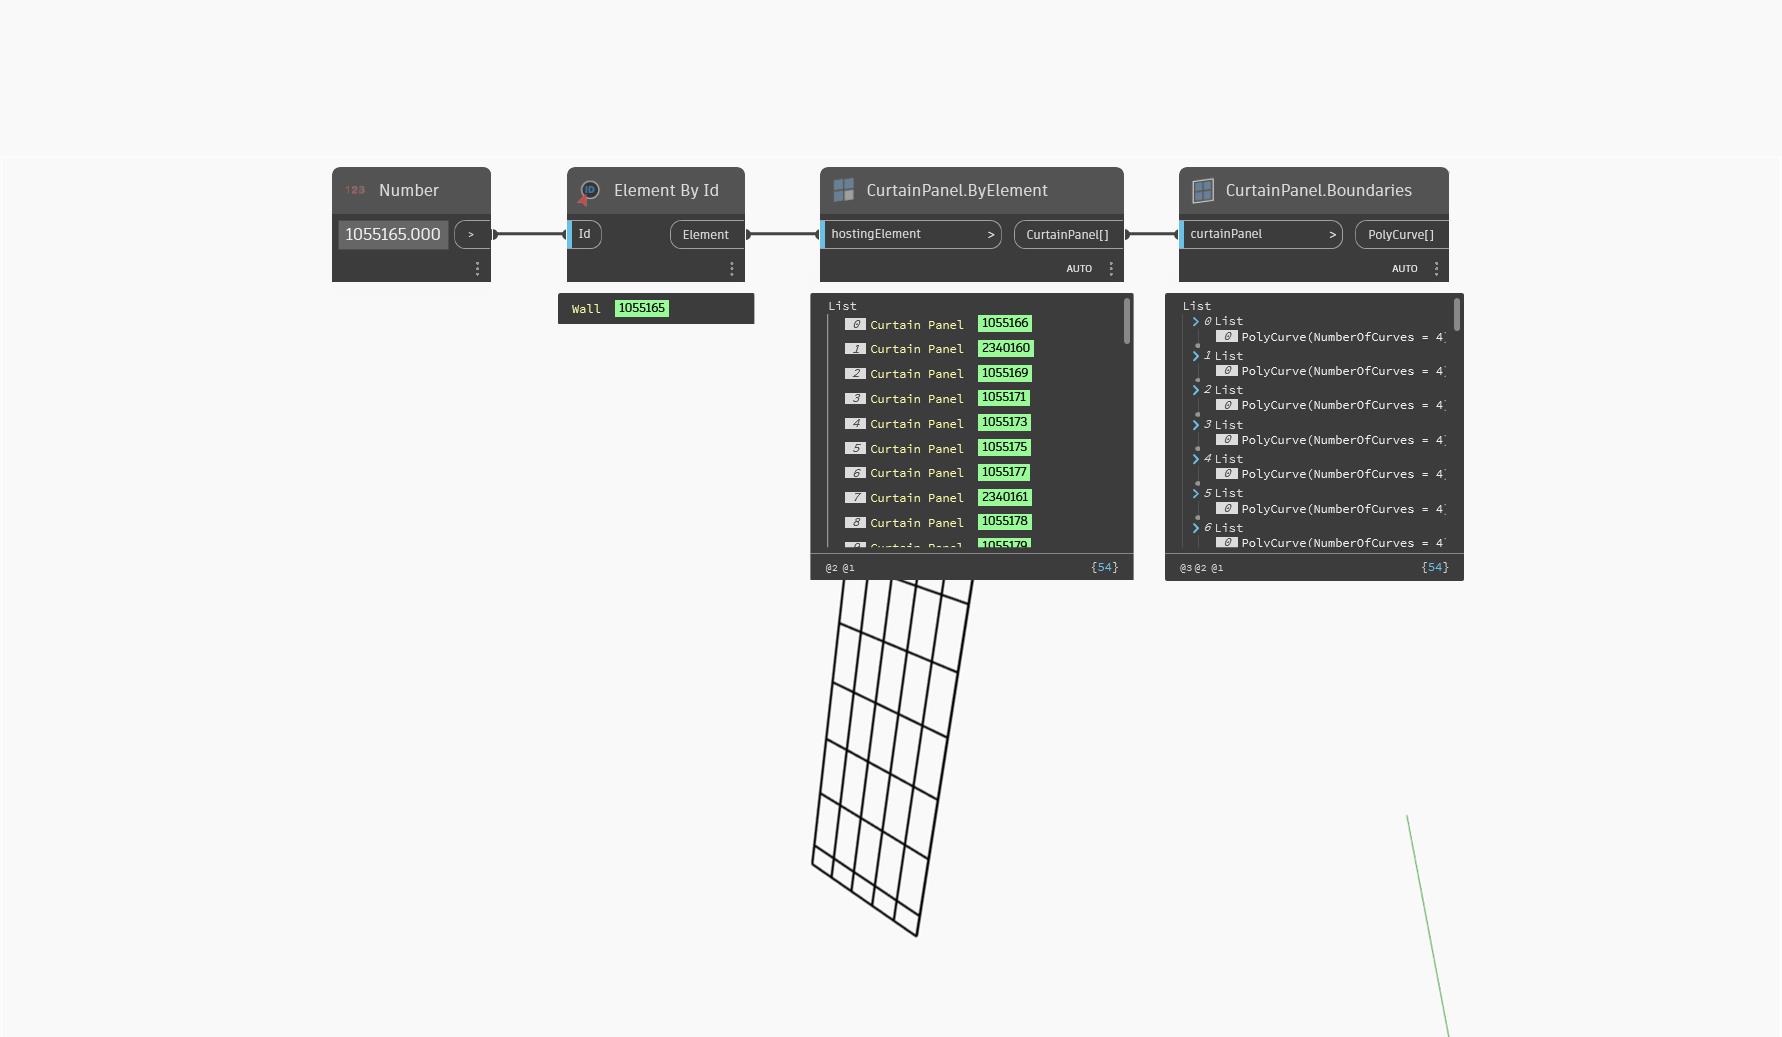 123 Number
1055165.000 >
ID Element By Id
Id Element
Wall 1055165
CurtainPanel.ByElement
hostingElement > CurtainPanel[]
AUTO
List
0 Curtain Panel 1055166
1 Curtain Panel 2340160
2 Curtain Panel 1055169
3 Curtain Panel 1055171
4 Curtain Panel 1055173
5 Curtain Panel 1055175
6 Curtain Panel 1055177
7 Curtain Panel 2340161
8 Curtain Panel 1055178
9 Curtain Panel 1055179
@2 @1 {54}
CurtainPanel.Boundaries
curtainPanel > PolyCurve[]
AUTO
List
0 List
0 PolyCurve(NumberOfCurves = 4)
1 List
0 PolyCurve(NumberOfCurves = 4)
2 List
0 PolyCurve(NumberOfCurves = 4)
3 List
0 PolyCurve(NumberOfCurves = 4)
4 List
0 PolyCurve(NumberOfCurves = 4)
5 List
0 PolyCurve(NumberOfCurves = 4)
6 List
0 PolyCurve(NumberOfCurves = 4)
@3 @2 @1 {54}